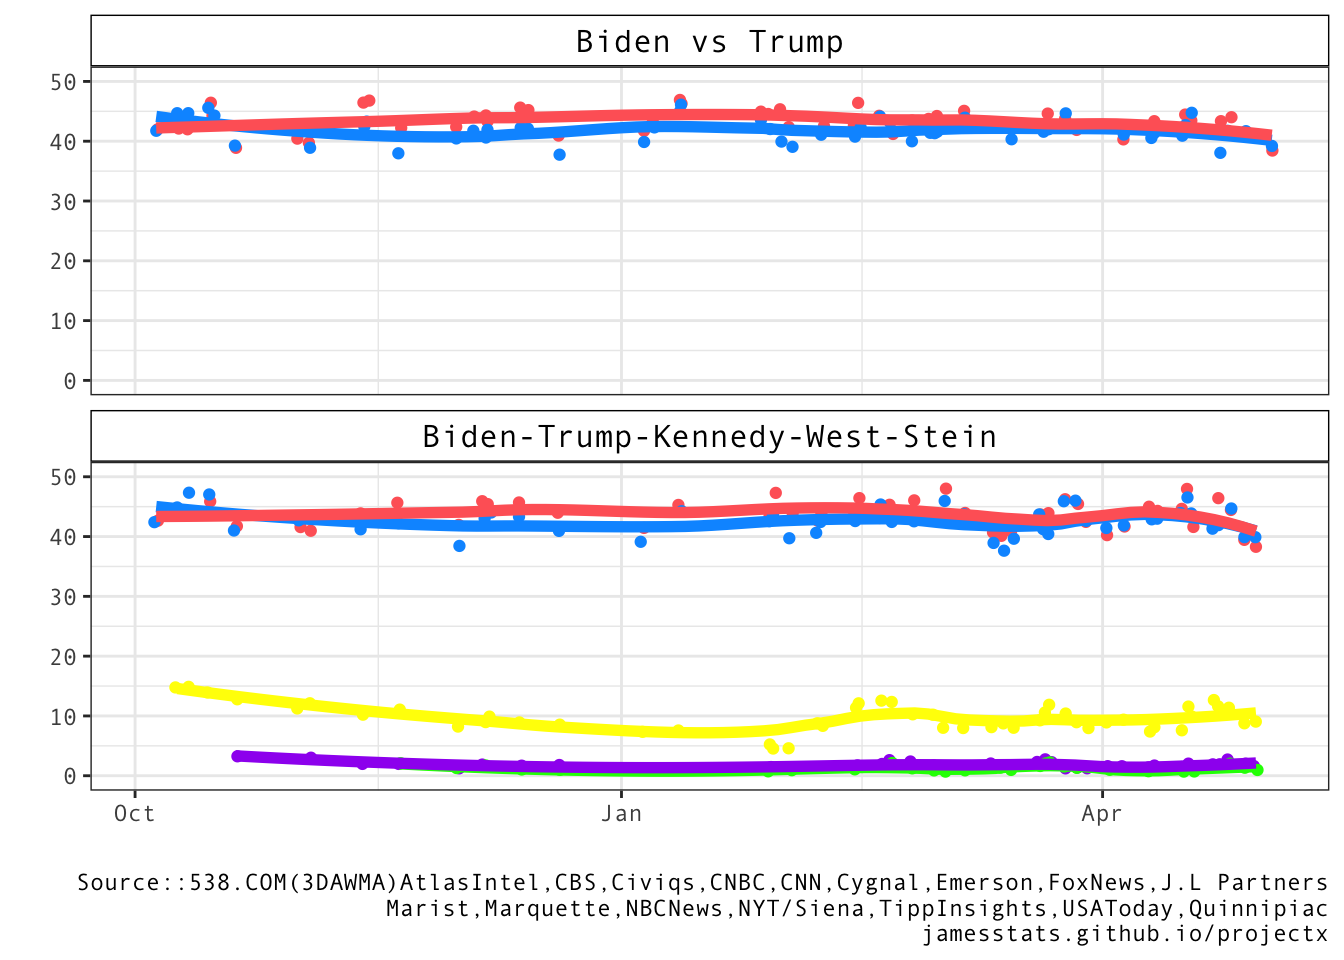 Biden vs Trump
50
40
30
20
10
0
Biden-Trump-Kennedy-West-Stein
50
40
30
20
10
0
Oct Jan Apr
Source::538.COM(3DAWMA)AtlasIntel,CBS,Civiqs,CNBC,CNN,Cygnal,Emerson,FoxNews,J.L Partners
Marist,Marquette,NBCNews,NYT/Siena,TippInsights,USAToday,Quinnipiac
jamesstats.github.io/projectx